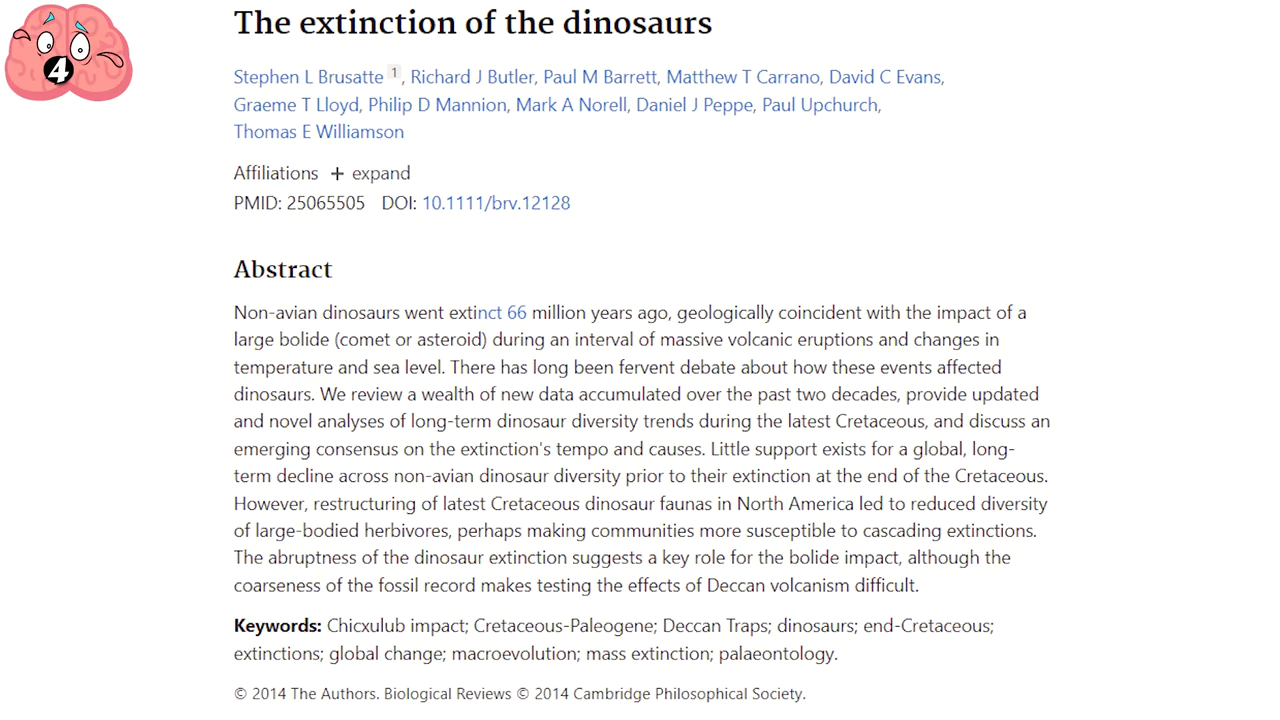 The extinction of the dinosaurs
4
Stephen L Brusatte 1, Richard J Butler, Paul M Barrett, Matthew T Carrano, David C Evans,
Graeme T Lloyd, Philip D Mannion, Mark A Norell, Daniel J Peppe, Paul Upchurch,
Thomas E Williamson
Affiliations + expand
PMID: 25065505 DOI: 10.1111/brv.12128
Abstract
Non-avian dinosaurs went extinct 66 million years ago, geologically coincident with the impact of a
large bolide (comet or asteroid) during an interval of massive volcanic eruptions and changes in
temperature and sea level. There has long been fervent debate about how these events affected
dinosaurs. We review a wealth of new data accumulated over the past two decades, provide updated
and novel analyses of long-term dinosaur diversity trends during the latest Cretaceous, and discuss an
emerging consensus on the extinction's tempo and causes. Little support exists for a global, long-
term decline across non-avian dinosaur diversity prior to their extinction at the end of the Cretaceous.
However, restructuring of latest Cretaceous dinosaur faunas in North America led to reduced diversity
of large-bodied herbivores, perhaps making communities more susceptible to cascading extinctions.
The abruptness of the dinosaur extinction suggests a key role for the bolide impact, although the
coarseness of the fossil record makes testing the effects of Deccan volcanism difficult.
Keywords: Chicxulub impact; Cretaceous-Paleogene; Deccan Traps; dinosaurs; end-Cretaceous;
extinctions; global change; macroevolution; mass extinction; palaeontology.
© 2014 The Authors. Biological Reviews © 2014 Cambridge Philosophical Society.